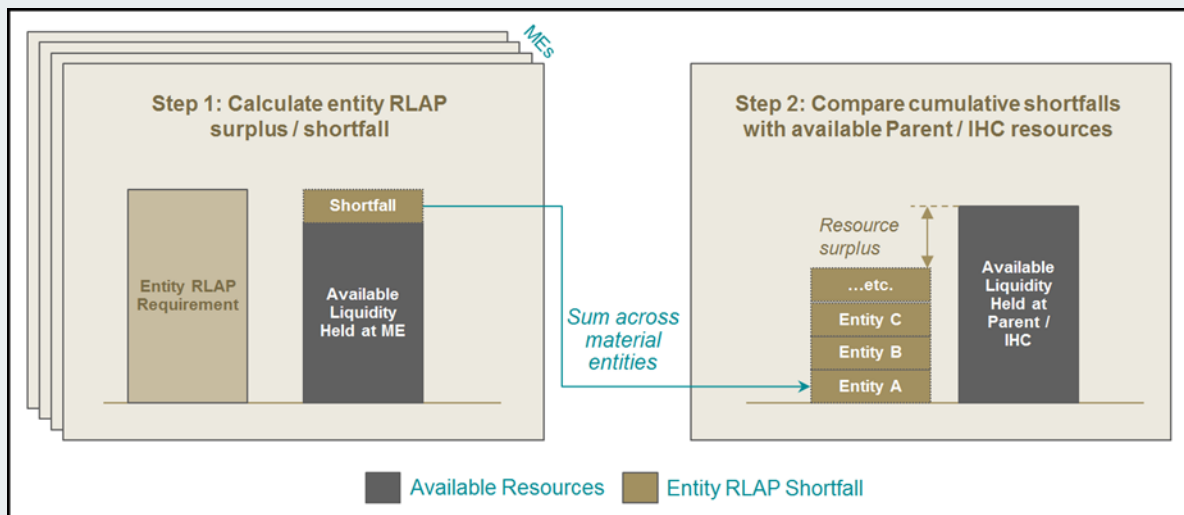 MEs
Step 1: Calculate entity RLAP
surplus / shortfall
Entity RLAP
Requirement
Shortfall
Available
Liquidity
Held at ME
Sum across
material
entities
Step 2: Compare cumulative shortfalls
with available Parent / IHC resources
Resource
surplus
...etc.
Entity C
Entity B
Entity A
Available
Liquidity
Held at
Parent /
IHC
Available Resources
Entity RLAP Shortfall